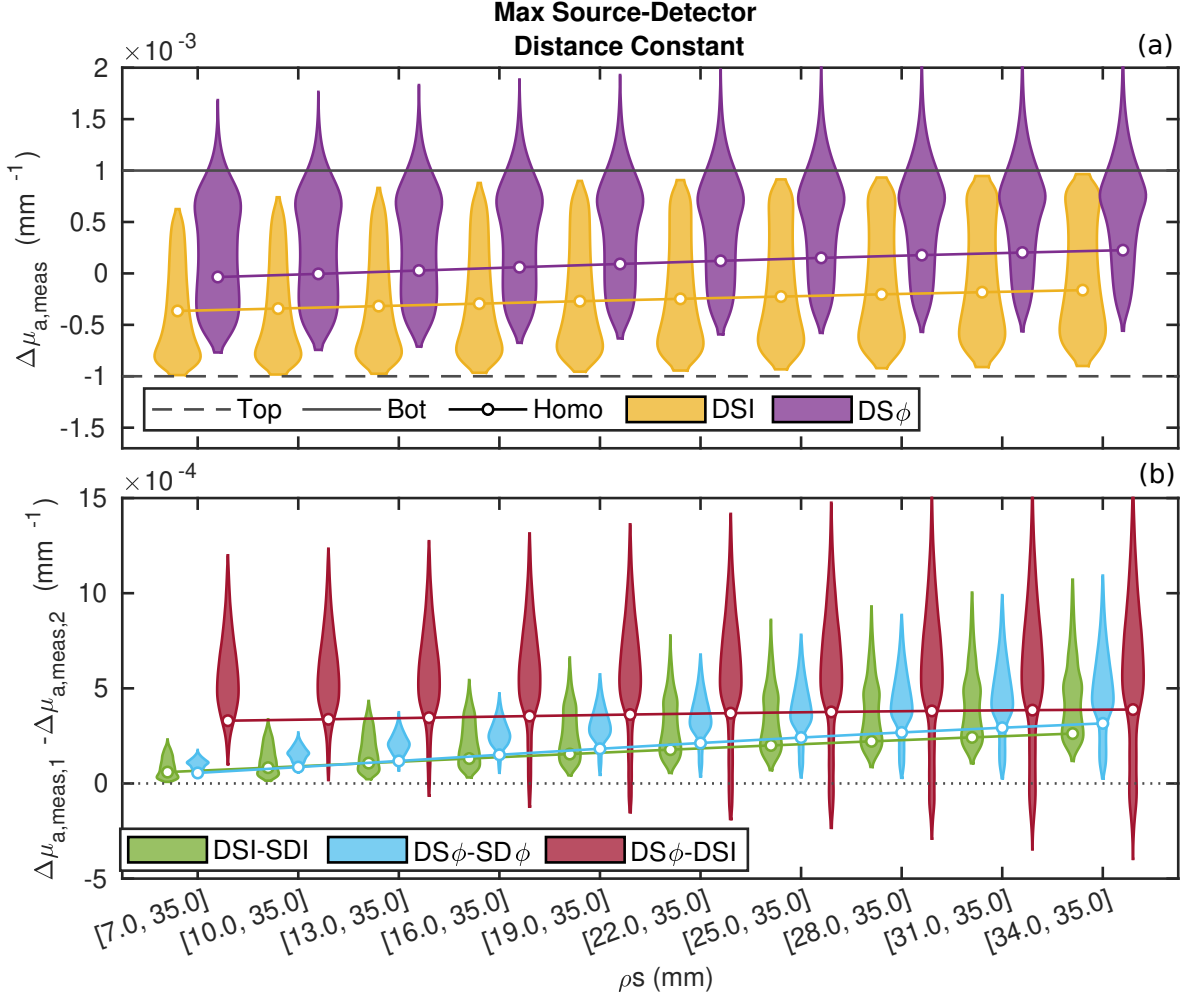 Max Source-Detector
Distance Constant
(a)
×10 -3
2
1.5
1
0.5
0
-0.5
-1
-1.5
Δμa,meas (mm -1)
Top Bot Homo DSI DSϕ
(b)
×10 -4
15
10
5
0
-5
Δμa,meas,1 -Δμa,meas,2 (mm -1)
DSI-SDI DSϕ-SDϕ DSϕ-DSI
[7.0, 35.0]
[10.0, 35.0]
[13.0, 35.0]
[16.0, 35.0]
[19.0, 35.0]
[22.0, 35.0]
[25.0, 35.0]
[28.0, 35.0]
[31.0, 35.0]
[34.0, 35.0]
ρs (mm)